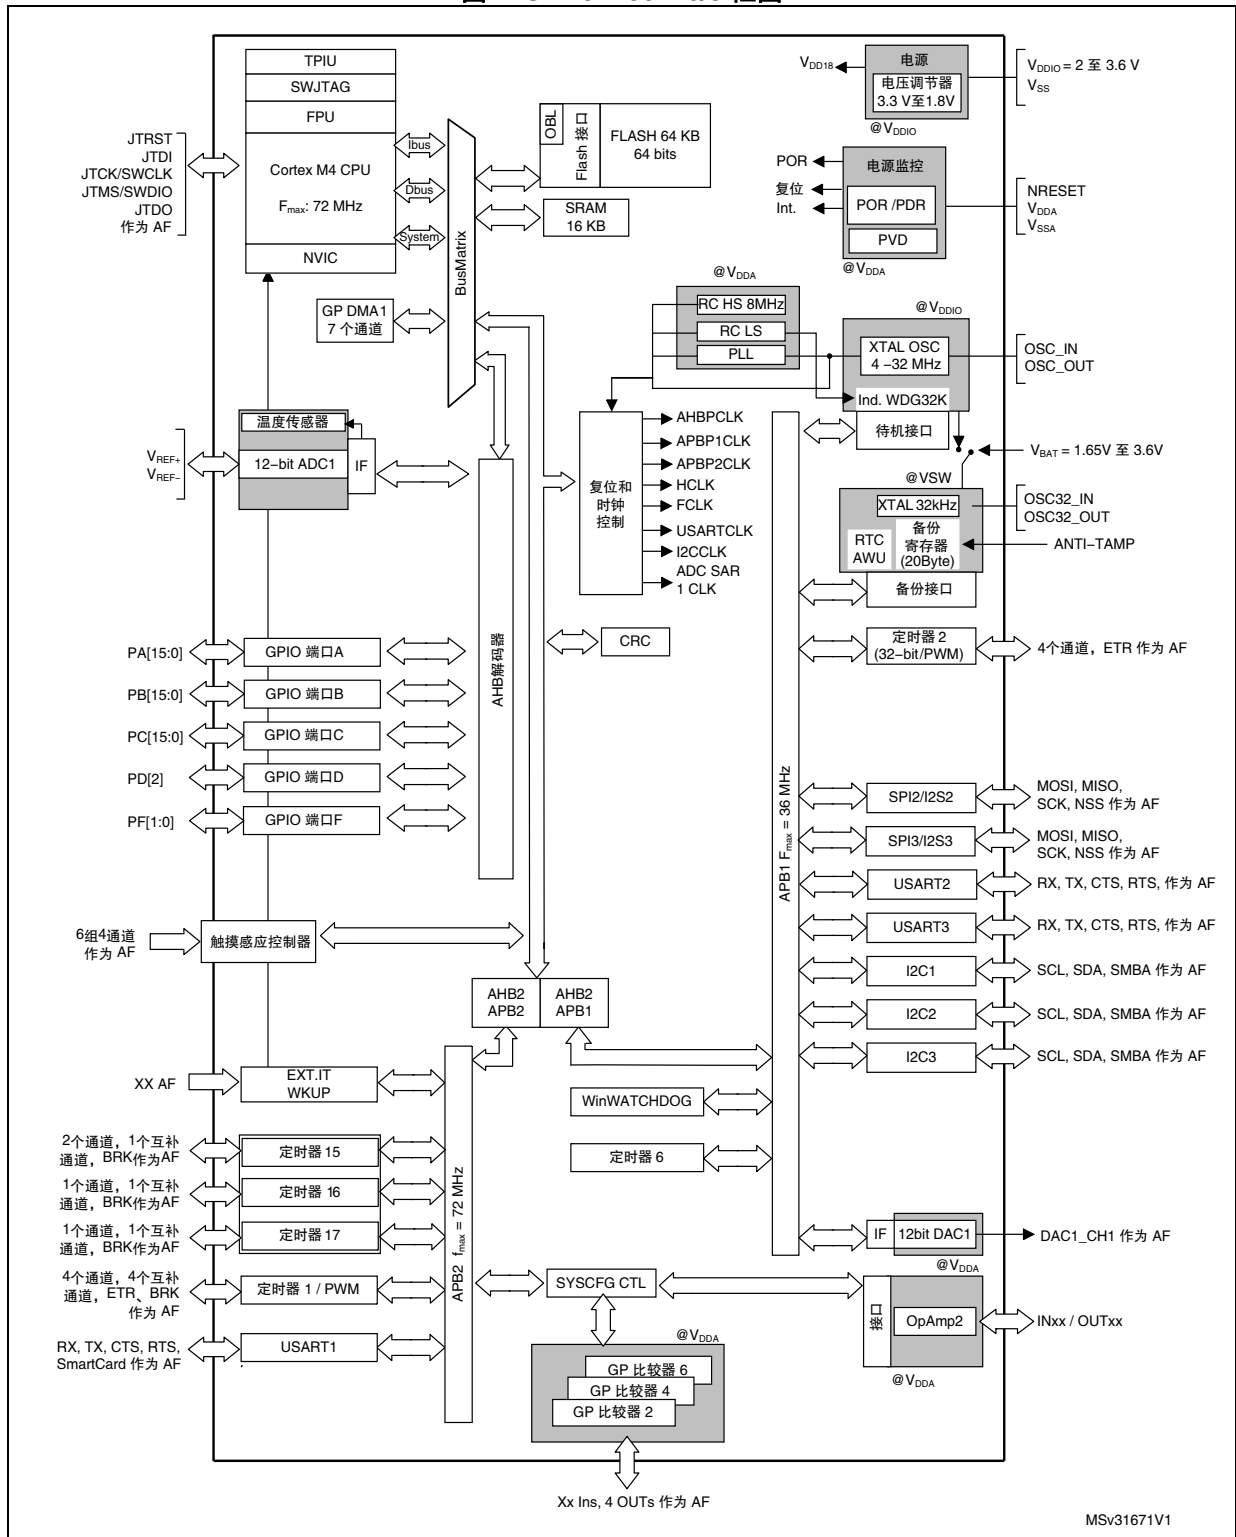 TPIU
SWJTAG
FPU
Cortex M4 CPU
Fmax: 72 MHz
NVIC
JTRST
JTDI
JTCK/SWCLK
JTMS/SWDIO
JTDO
作为 AF
Ibus
Dbus
System
BusMatrix
OBL
Flash 接口
FLASH 64 KB
64 bits
SRAM
16 KB
GP DMA1
7 个通道
VDD18
电源
电压调节器
3.3 V至1.8V
@VDDIO
VDDIO = 2 至 3.6 V
VSS
POR
复位
Int.
电源监控
POR /PDR
PVD
@VDDA
NRESET
VDDA
VSSA
@VDDA
RC HS 8MHz
RC LS
PLL
@VDDIO
XTAL OSC
4 –32 MHz
Ind. WDG32K
待机接口
OSC_IN
OSC_OUT
VBAT = 1.65V 至 3.6V
@VSW
XTAL 32kHz
RTC
AWU
备份
寄存器
(20Byte)
备份接口
OSC32_IN
OSC32_OUT
ANTI–TAMP
复位和
时钟
控制
AHBPCLK
APBP1CLK
APBP2CLK
HCLK
FCLK
USARTCLK
I2CCLK
ADC SAR
1 CLK
VREF+
VREF–
温度传感器
12–bit ADC1
IF
AHB解码器
CRC
PA[15:0]
GPIO 端口A
PB[15:0]
GPIO 端口B
PC[15:0]
GPIO 端口C
PD[2]
GPIO 端口D
PF[1:0]
GPIO 端口F
6组4通道
作为 AF
触摸感应控制器
AHB2
APB2
AHB2
APB1
APB1 Fmax = 36 MHz
定时器 2
(32-bit/PWM)
4个通道，ETR 作为 AF
SPI2/I2S2
MOSI, MISO,
SCK, NSS 作为 AF
SPI3/I2S3
MOSI, MISO,
SCK, NSS 作为 AF
USART2
RX, TX, CTS, RTS, 作为 AF
USART3
RX, TX, CTS, RTS, 作为 AF
I2C1
SCL, SDA, SMBA 作为 AF
I2C2
SCL, SDA, SMBA 作为 AF
I2C3
SCL, SDA, SMBA 作为 AF
XX AF
EXT.IT
WKUP
WinWATCHDOG
定时器 6
2个通道，1个互补
通道，BRK作为AF
定时器 15
1个通道，1个互补
通道，BRK作为AF
定时器 16
1个通道，1个互补
通道，BRK作为AF
定时器 17
4个通道，4个互补
通道，ETR、BRK
作为 AF
定时器 1 / PWM
RX, TX, CTS, RTS,
SmartCard 作为 AF
USART1
APB2 fmax = 72 MHz
IF
12bit DAC1
DAC1_CH1 作为 AF
@VDDA
SYSCFG CTL
接口
OpAmp2
INxx / OUTxx
@VDDA
@VDDA
GP 比较器 6
GP 比较器 4
GP 比较器 2
Xx Ins, 4 OUTs 作为 AF
MSv31671V1